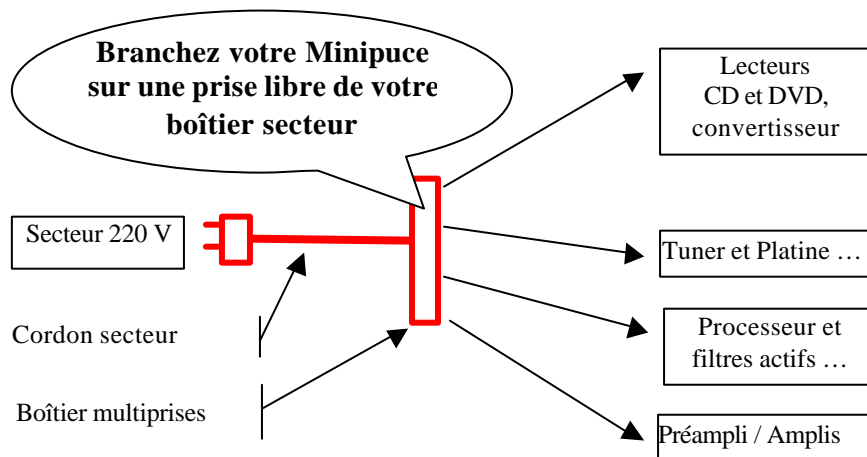 Branchez votre Minipuce
sur une prise libre de votre
boîtier secteur
Lecteurs
CD et DVD,
convertisseur
Secteur 220 V
Tuner et Platine …
Cordon secteur
Processeur et
filtres actifs …
Boîtier multiprises
Préampli / Amplis